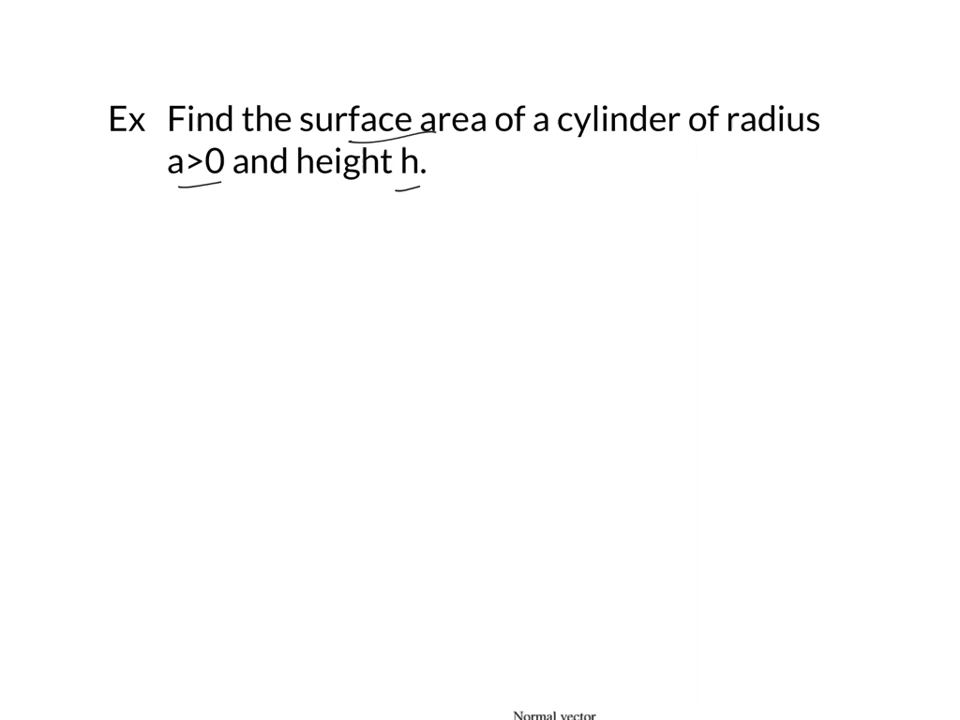 Ex Find the surface area of a cylinder of radius
a>0 and height h.
Normal vector